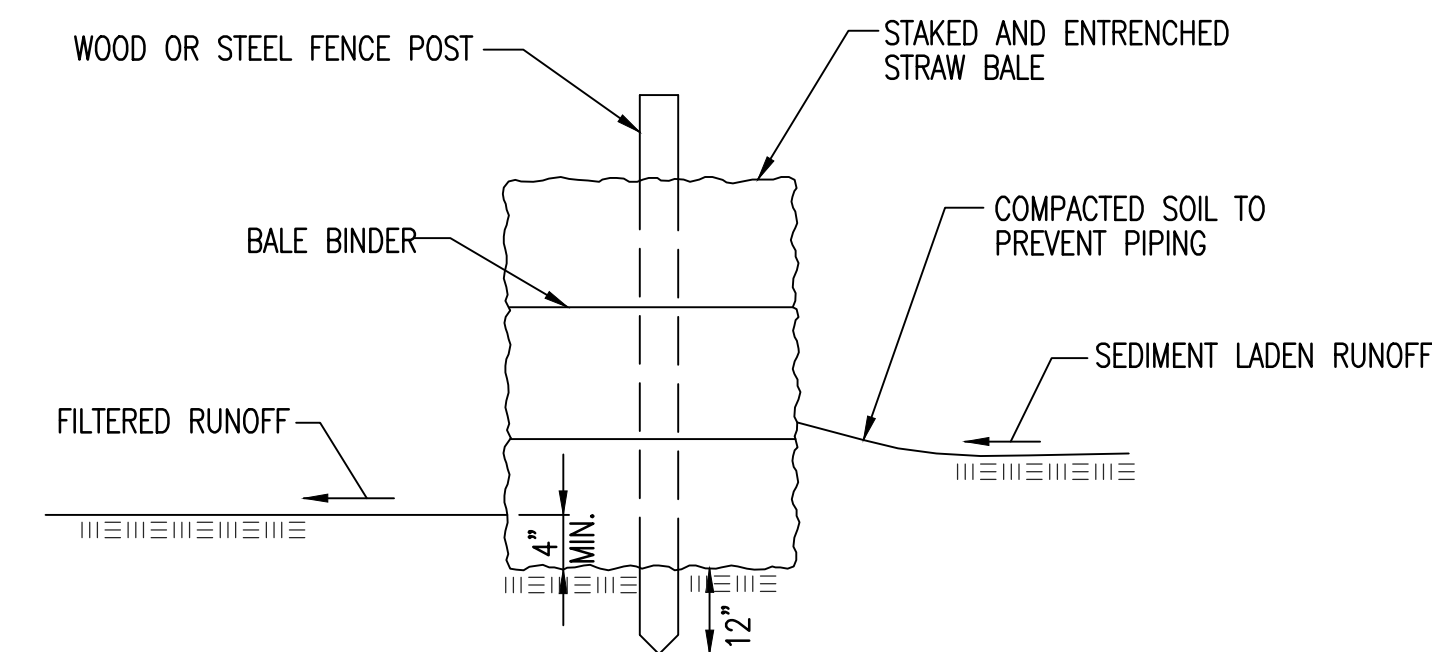 WOOD OR STEEL FENCE POST
STAKED AND ENTRENCHED
STRAW BALE
BALE BINDER
COMPACTED SOIL TO
PREVENT PIPING
SEDIMENT LADEN RUNOFF
FILTERED RUNOFF
4"
MIN.
12"